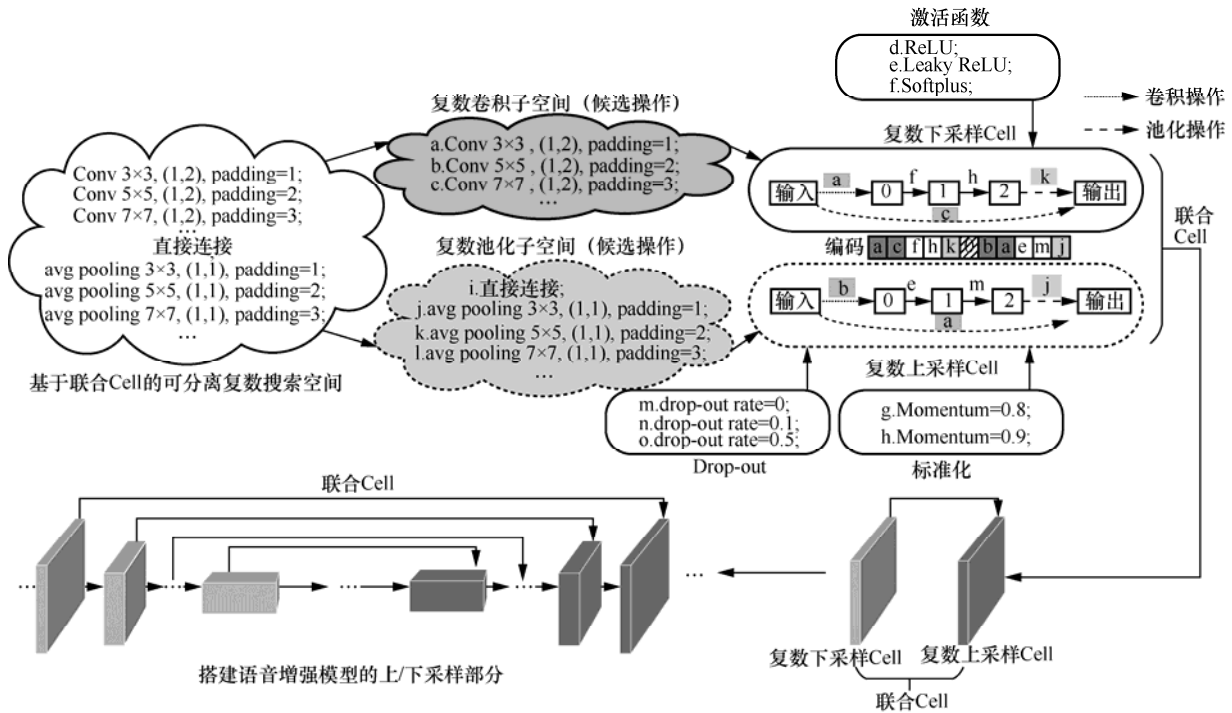 激活函数
d.ReLU;
e.Leaky ReLU;
f.Softplus;
卷积操作
池化操作
复数卷积子空间（候选操作）
a.Conv 3×3 , (1,2), padding=1;
b.Conv 5×5 , (1,2), padding=2;
c.Conv 7×7 , (1,2), padding=3;
…
Conv 3×3, (1,2), padding=1;
Conv 5×5, (1,2), padding=2;
Conv 7×7, (1,2), padding=3;
…
直接连接
avg pooling 3×3, (1,1), padding=1;
avg pooling 5×5, (1,1), padding=2;
avg pooling 7×7, (1,1), padding=3;
…
基于联合Cell的可分离复数搜索空间
复数池化子空间（候选操作）
i.直接连接;
j.avg pooling 3×3, (1,1), padding=1;
k.avg pooling 5×5, (1,1), padding=2;
l.avg pooling 7×7, (1,1), padding=3;
…
复数下采样Cell
输入 a 0 f 1 h 2 k 输出
c
编码 a c f h k b a e m j
输入 b 0 e 1 m 2 j 输出
a
复数上采样Cell
联合
Cell
m.drop-out rate=0;
n.drop-out rate=0.1;
o.drop-out rate=0.5;
Drop-out
g.Momentum=0.8;
h.Momentum=0.9;
标准化
联合Cell
… … … … …
…
搭建语音增强模型的上/下采样部分
复数下采样Cell
复数上采样Cell
联合Cell